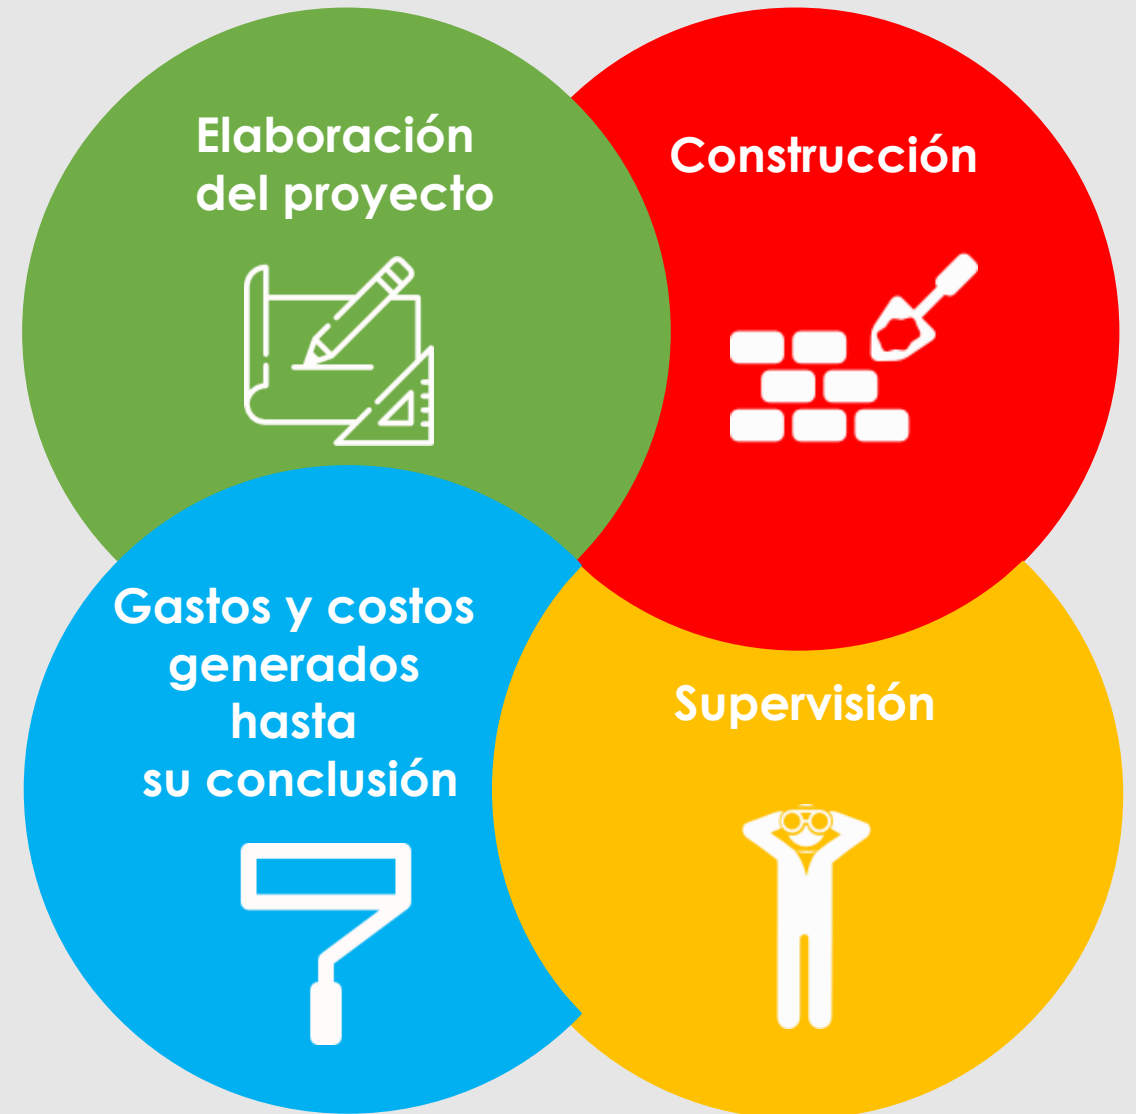 Elaboración
del proyecto
Construcción
Gastos y costos
generados
hasta
su conclusión
Supervisión